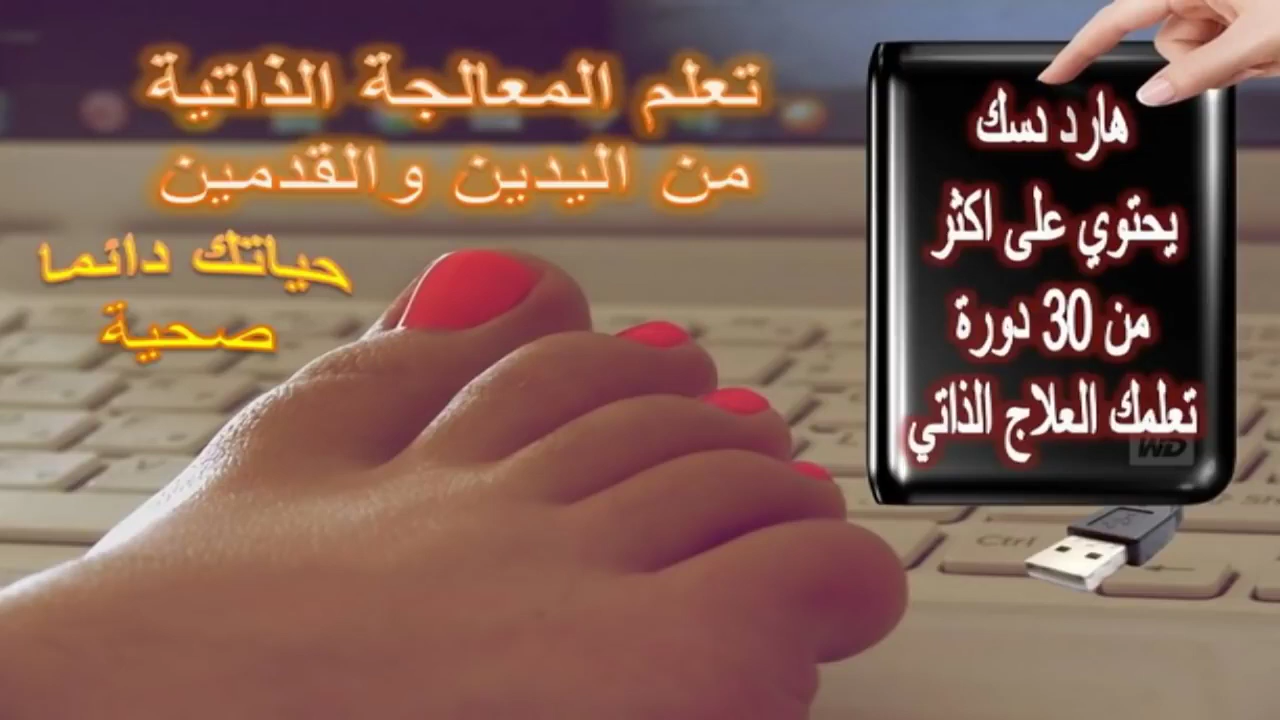 تعلم المعالجة الذاتية
من اليدين والقدمين
حياتك دائما
صحية
هارد دسك
يحتوي على اكثر
من 30 دورة
تعلمك العلاج الذاتي
WD
Ctrl